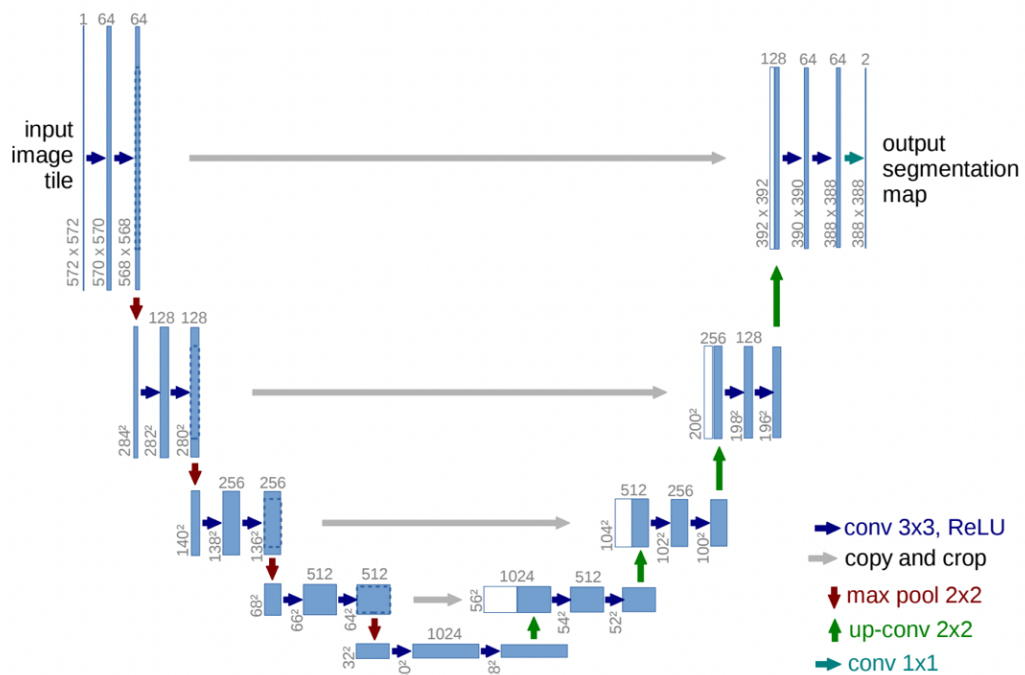 1 64 64
input
image
tile
572 x 572
570 x 570
568 x 568
128 64 64 2
output
segmentation
map
392 x 392
390 x 390
388 x 388
388 x 388
128 128
284²
282²
280²
256 128
200²
198²
196²
256 256
140²
138²
136²
512 256
104²
102²
100²
512 512
68²
66²
64²
1024 512
56²
54²
52²
1024
32²
0²
8²
conv 3x3, ReLU
copy and crop
max pool 2x2
up-conv 2x2
conv 1x1